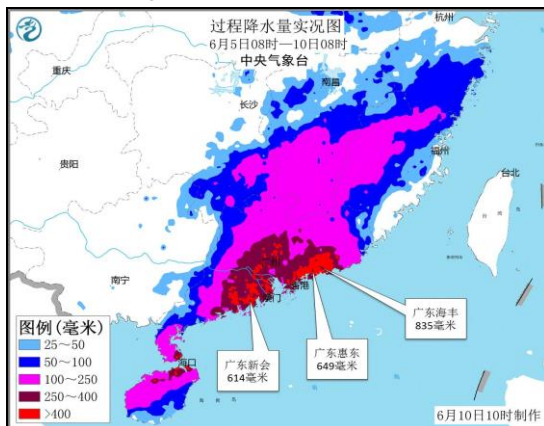 过程降水量实况图
6月5日08时—10日08时
中央气象台
杭州
重庆
南昌
长沙
贵阳
福州
台北
南宁
澳门
香港
海口
广东海丰
835毫米
广东惠东
649毫米
广东新会
614毫米
图例(毫米)
25～50
50～100
100～250
250～400
>400
6月10日10时制作